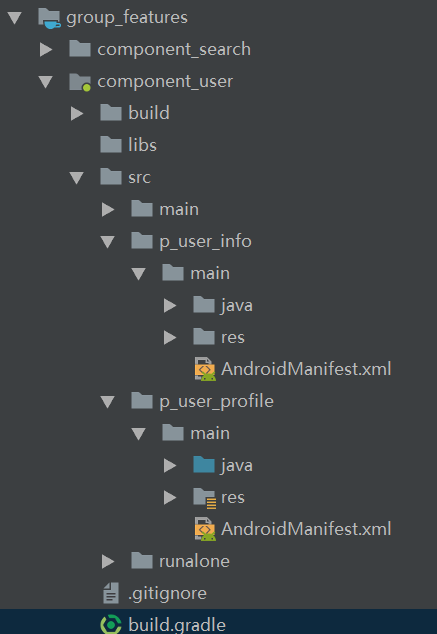 group_features
component_search
component_user
build
libs
src
main
p_user_info
main
java
res
AndroidManifest.xml
p_user_profile
main
java
res
AndroidManifest.xml
runalone
.gitignore
build.gradle